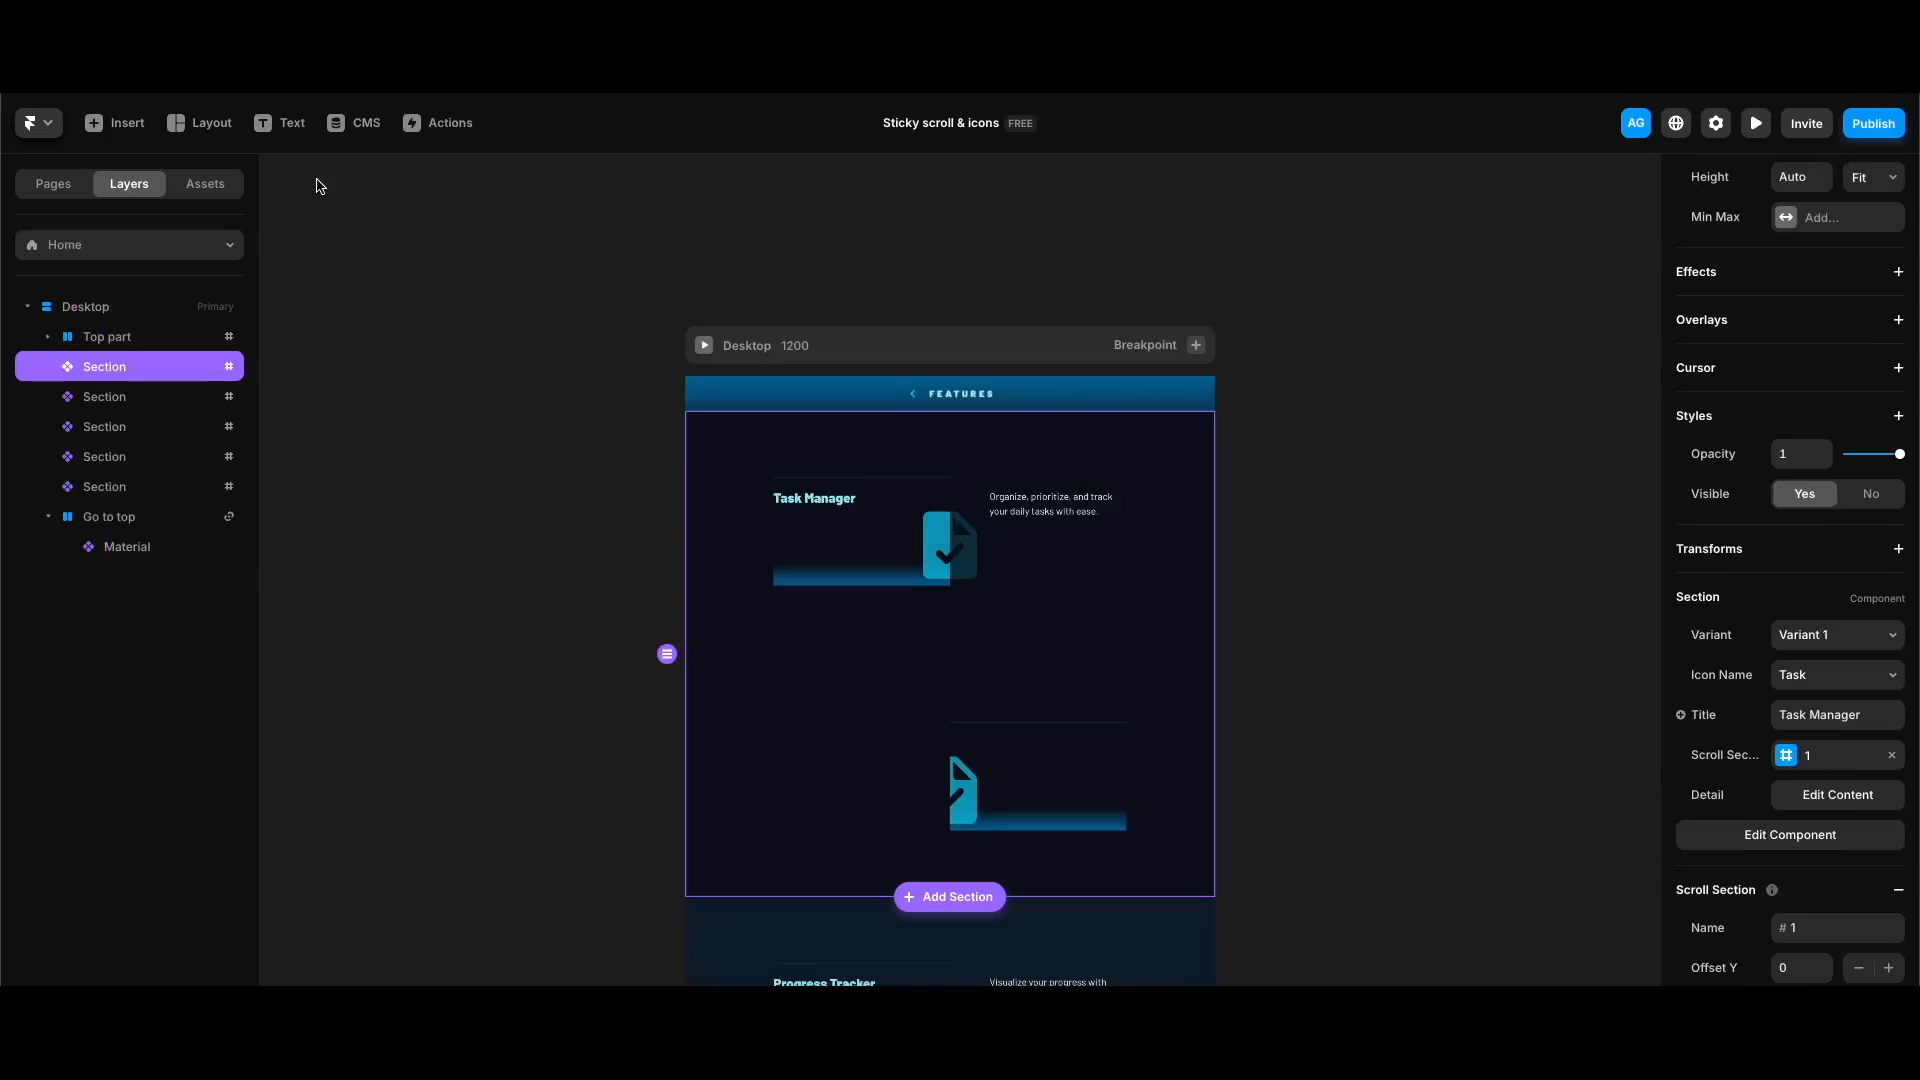 Insert
Layout
Text
CMS
Actions
Sticky scroll & icons FREE
AG
Invite
Publish
Pages
Layers
Assets
Home
Desktop Primary
Top part
Section
Section
Section
Section
Section
Go to top
Material
Desktop 1200
Breakpoint
FEATURES
Task Manager
Organize, prioritize, and track
your daily tasks with ease.
+ Add Section
Progress Tracker
Visualize your progress with
Height Auto Fit
Min Max Add...
Effects
Overlays
Cursor
Styles
Opacity 1
Visible Yes No
Transforms
Section Component
Variant Variant 1
Icon Name Task
Title Task Manager
Scroll Sec... 1
Detail Edit Content
Edit Component
Scroll Section
Name # 1
Offset Y 0